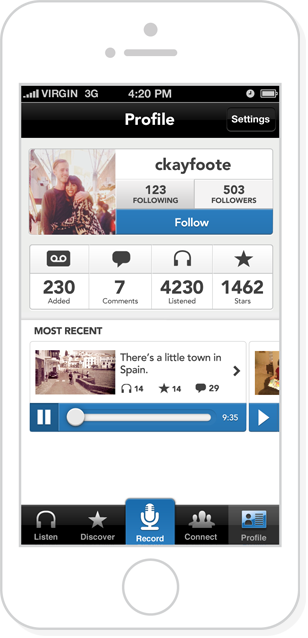 VIRGIN 3G 4:20 PM
Profile Settings
ckayfoote
123 503
FOLLOWING FOLLOWERS
Follow
230 7 4230 1462
Added Comments Listened Stars
MOST RECENT
There's a little town in
Spain.
14 14 29
9:35
Listen Discover Record Connect Profile